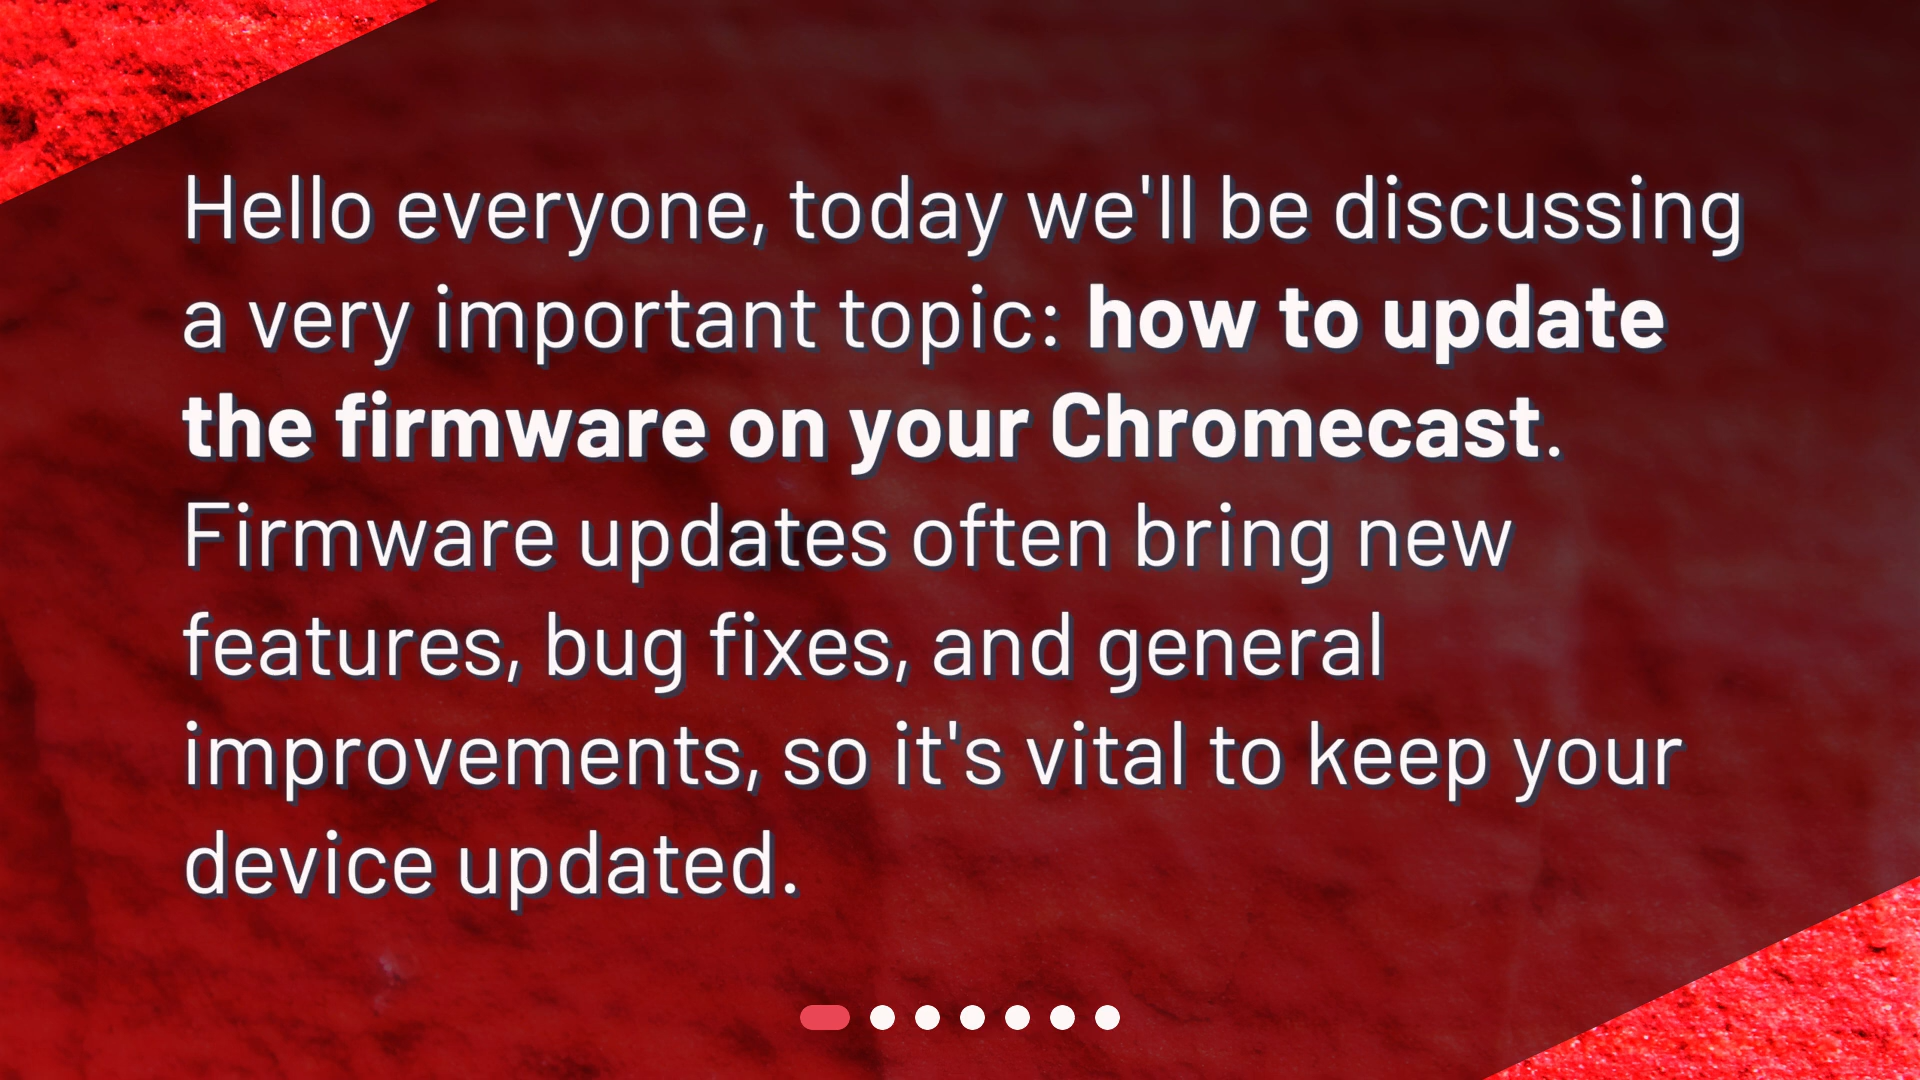 Hello everyone, today we'll be discussing
a very important topic: how to update
the firmware on your Chromecast.
Firmware updates often bring new
features, bug fixes, and general
improvements, so it's vital to keep your
device updated.